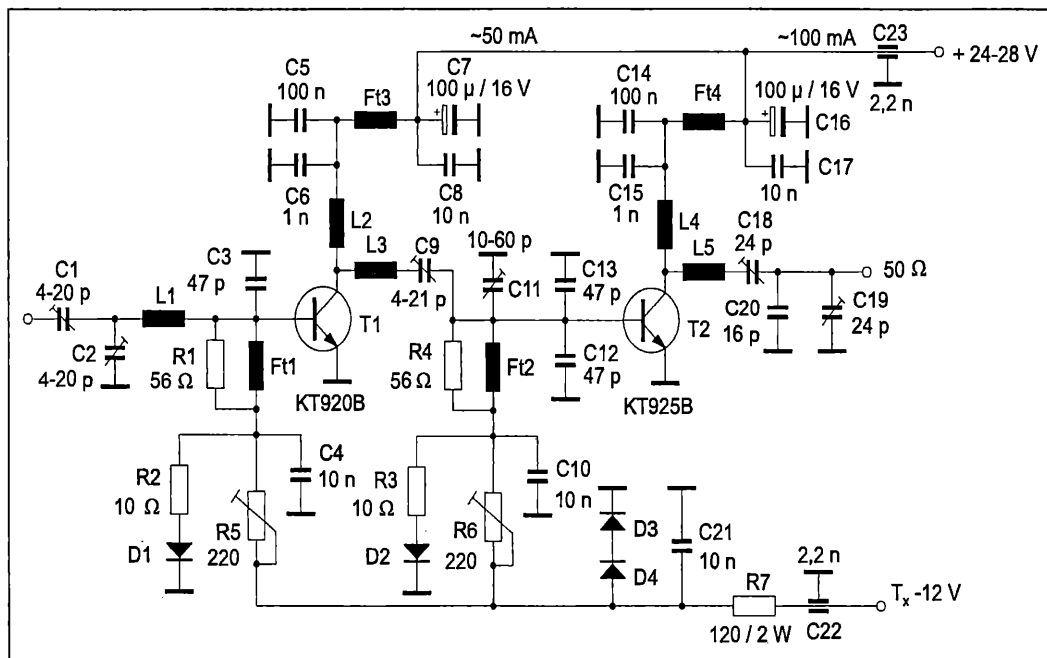 ~50 mA
~100 mA
C23
+ 24-28 V
2,2 n
C5
100 n
Ft3
C7
100 µ / 16 V
+
C14
100 n
Ft4
100 µ / 16 V
+
C16
C6
1 n
C8
10 n
C15
1 n
C17
10 n
L2
L3
C9
4-21 p
10-60 p
C11
C13
47 p
L4
L5
C18
24 p
50 Ω
C1
4-20 p
C2
4-20 p
L1
C3
47 p
T1
KT920B
R1
56 Ω
Ft1
R4
56 Ω
Ft2
C12
47 p
T2
KT925B
C20
16 p
C19
24 p
R2
10 Ω
D1
R5
220
C4
10 n
R3
10 Ω
D2
R6
220
C10
10 n
D3
D4
C21
10 n
R7
120 / 2 W
2,2 n
C22
Tx -12 V